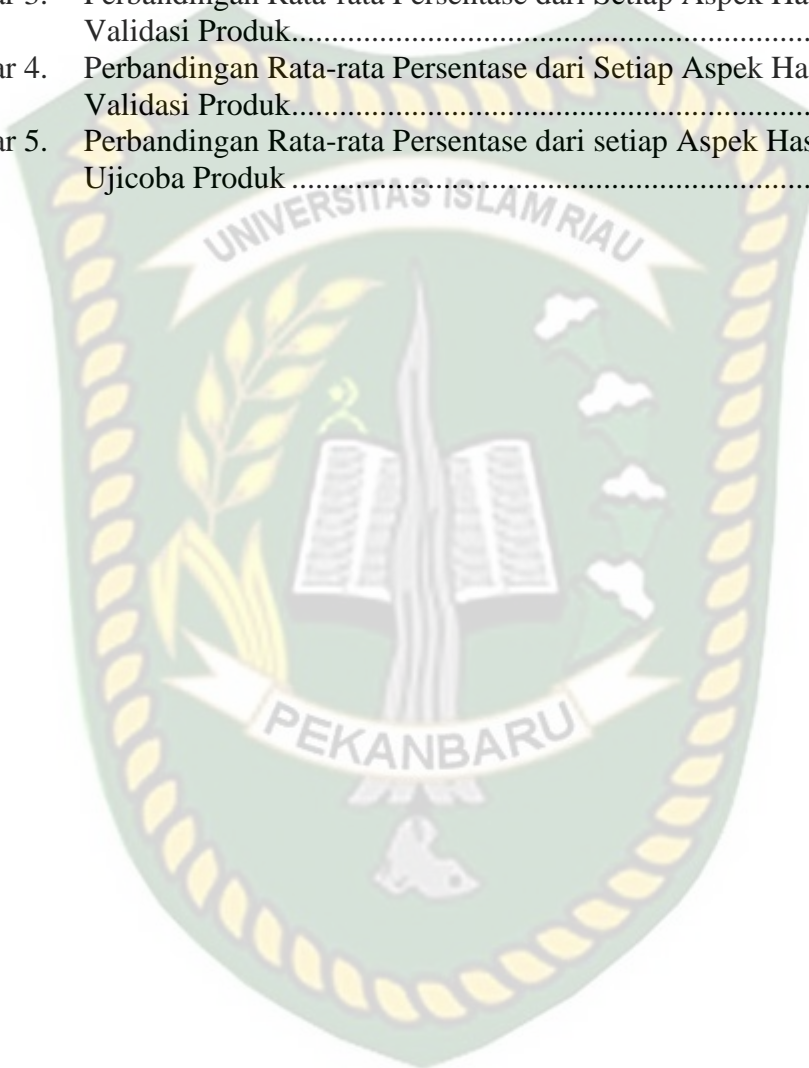 ar 3. Perbandingan Rata-rata Persentase dari Setiap Aspek Ha
Validasi Produk
ar 4. Perbandingan Rata-rata Persentase dari Setiap Aspek Ha
Validasi Produk
ar 5. Perbandingan Rata-rata Persentase dari setiap Aspek Has
Ujicoba Produk
UNIVERSITAS ISLAM RIAU
PEKANBARU